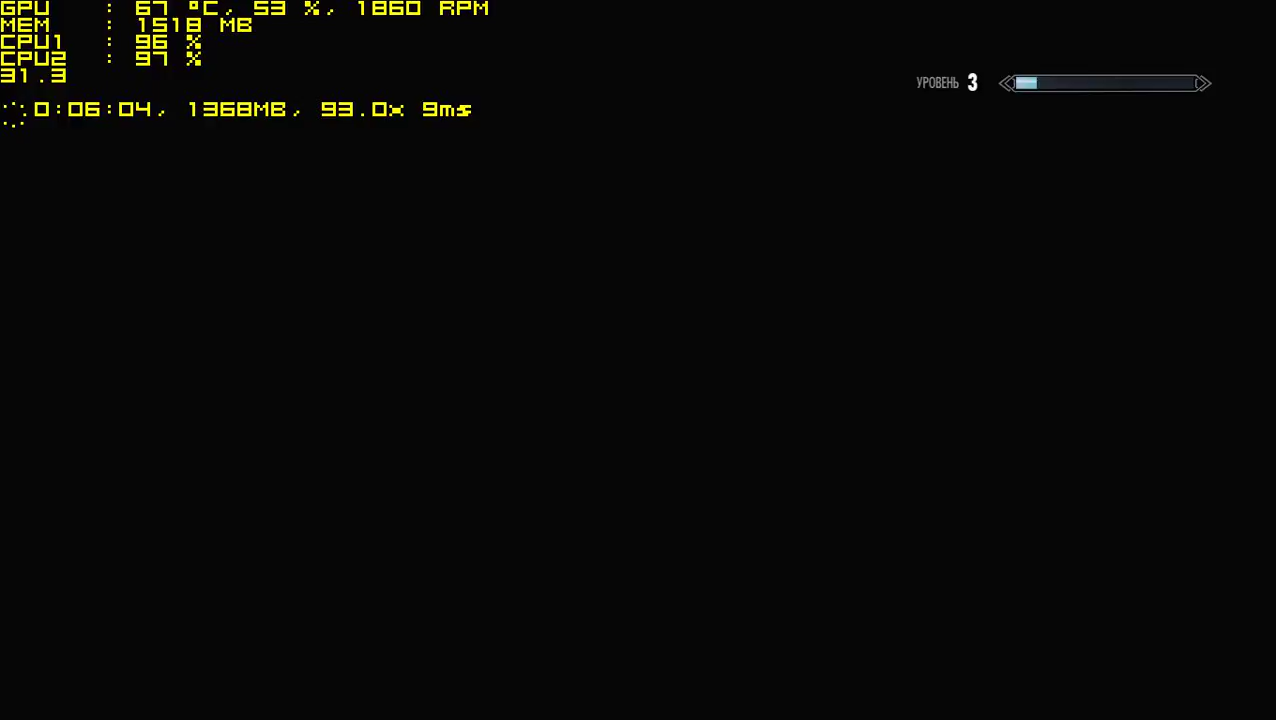 GPU : 67 °C, 53 %, 1860 RPM
MEM : 1518 MB
CPU1 : 96 %
CPU2 : 97 %
31.3
УРОВЕНЬ 3
0:06:04, 1368MB, 93.0x 9ms